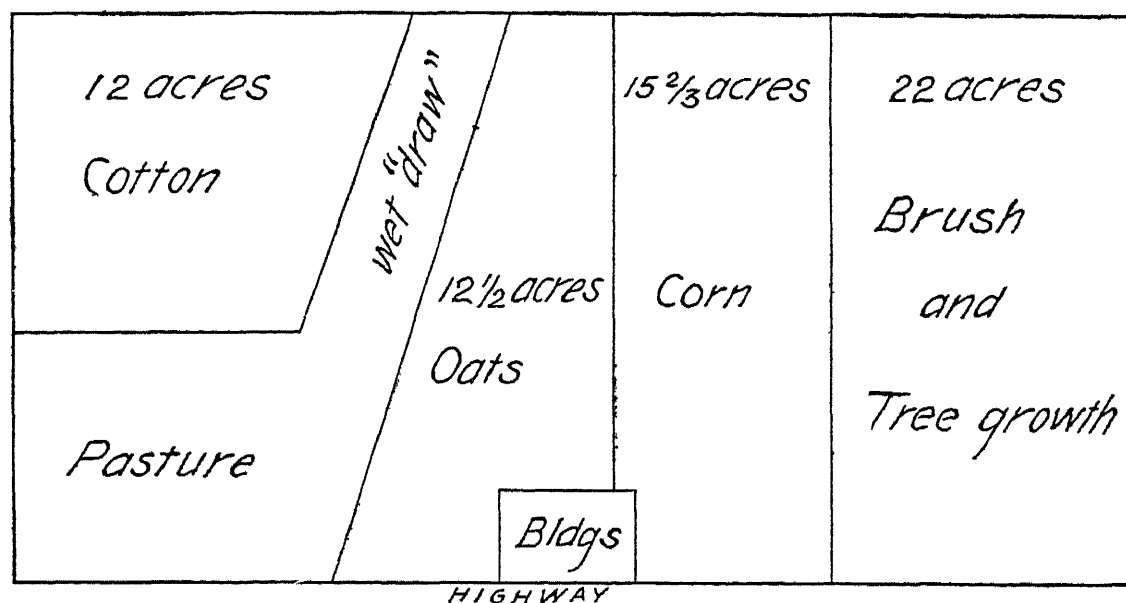 12 acres
Cotton
wet "draw"
12 1/2 acres
Oats
15 2/3 acres
Corn
22 acres
Brush
and
Tree growth
Pasture
Bldgs
HIGHWAY